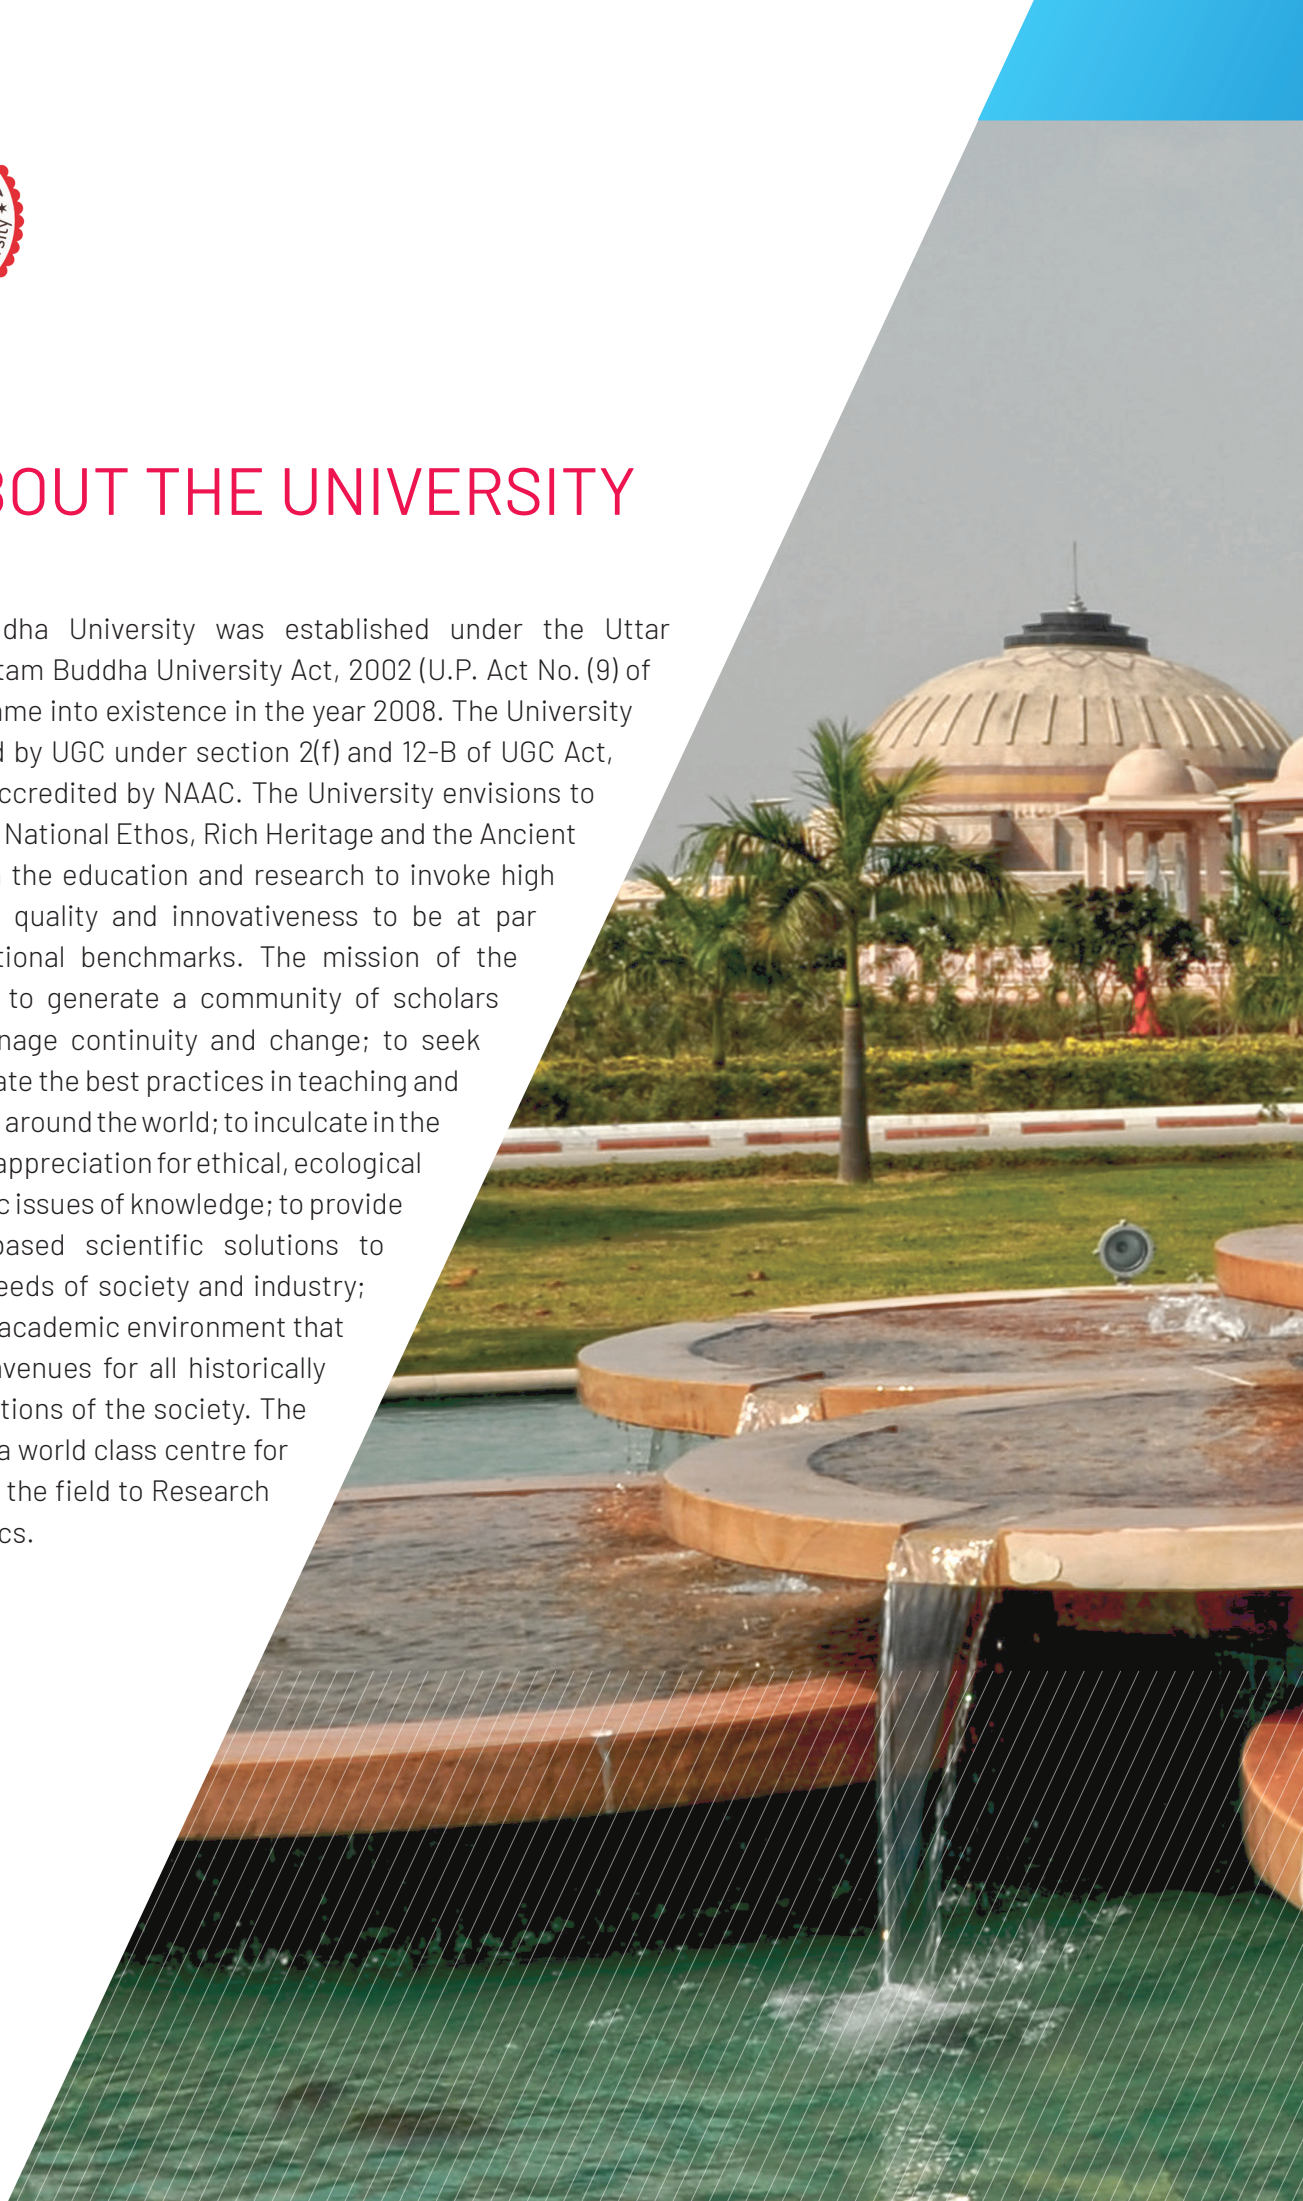 sity
BOUT THE UNIVERSITY
dha University was established under the Uttar
tam Buddha University Act, 2002 (U.P. Act No. (9) of
ame into existence in the year 2008. The University
d by UGC under section 2(f) and 12-B of UGC Act,
ccredited by NAAC. The University envisions to
National Ethos, Rich Heritage and the Ancient
the education and research to invoke high
quality and innovativeness to be at par
tional benchmarks. The mission of the
to generate a community of scholars
nage continuity and change; to seek
ate the best practices in teaching and
around the world; to inculcate in the
appreciation for ethical, ecological
c issues of knowledge; to provide
based scientific solutions to
eeds of society and industry;
academic environment that
avenues for all historically
tions of the society. The
a world class centre for
the field to Research
cs.